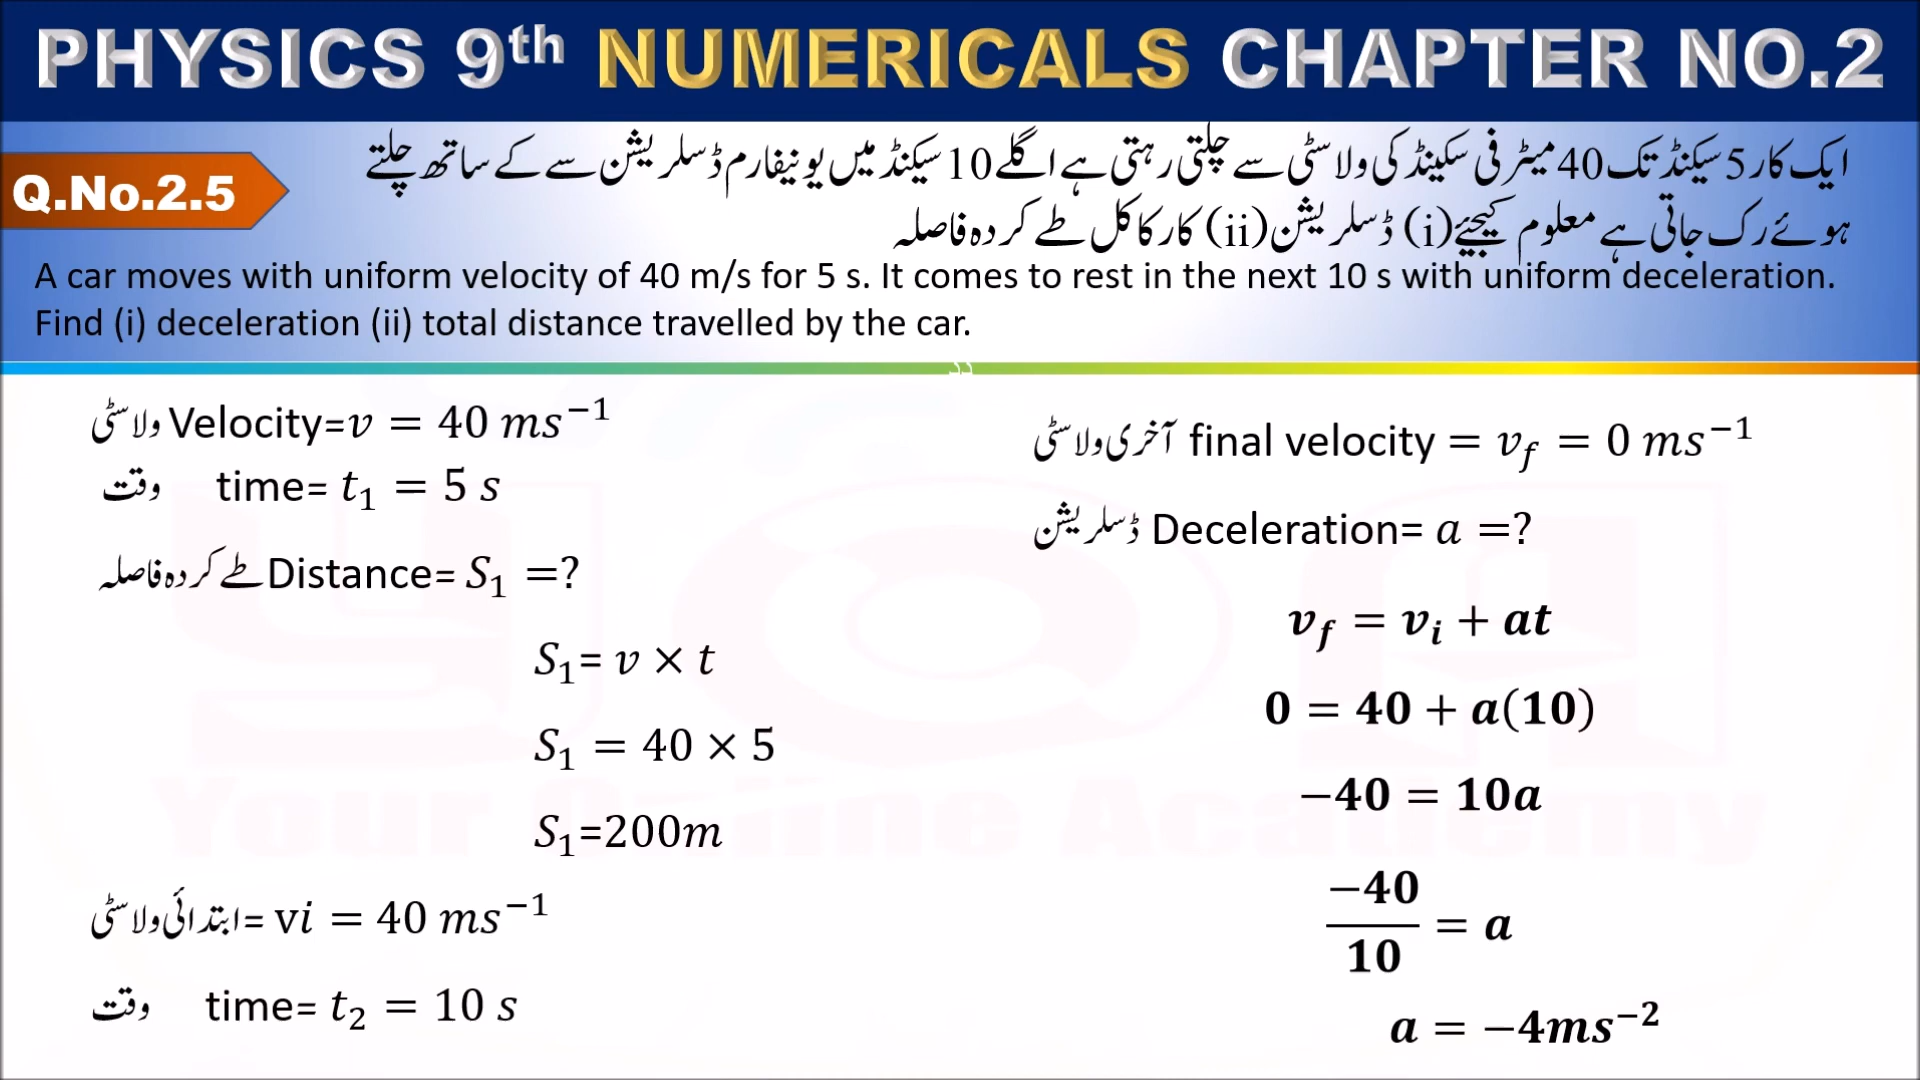 PHYSICS 9th NUMERICALS CHAPTER NO.2
Q.No.2.5
ایک کار 5 سیکنڈ تک 40 میٹر فی سکینڈ کی ولاسٹی سے چلتی رہتی ہے اگلے 10 سیکنڈ میں یونیفارم ڈسلریشن سے کے ساتھ چلتے
ہوئے رک جاتی ہے معلوم کیجیئے (i) ڈسلریشن (ii) کار کا کل طے کردہ فاصلہ
A car moves with uniform velocity of 40 m/s for 5 s. It comes to rest in the next 10 s with uniform deceleration.
Find (i) deceleration (ii) total distance travelled by the car.
ولاسٹی Velocity=v = 40 ms⁻¹
وقت time= t₁ = 5 s
طے کردہ فاصلہ Distance= S₁ =?
S₁= v × t
S₁ = 40 × 5
S₁=200m
ابتدائی ولاسٹی = vi = 40 ms⁻¹
وقت time= t₂ = 10 s
آخری ولاسٹی final velocity = v_f = 0 ms⁻¹
ڈسلریشن Deceleration= a =?
v_f = v_i + at
0 = 40 + a(10)
−40 = 10a
−40/10 = a
a = −4ms⁻²
Your Online Academy